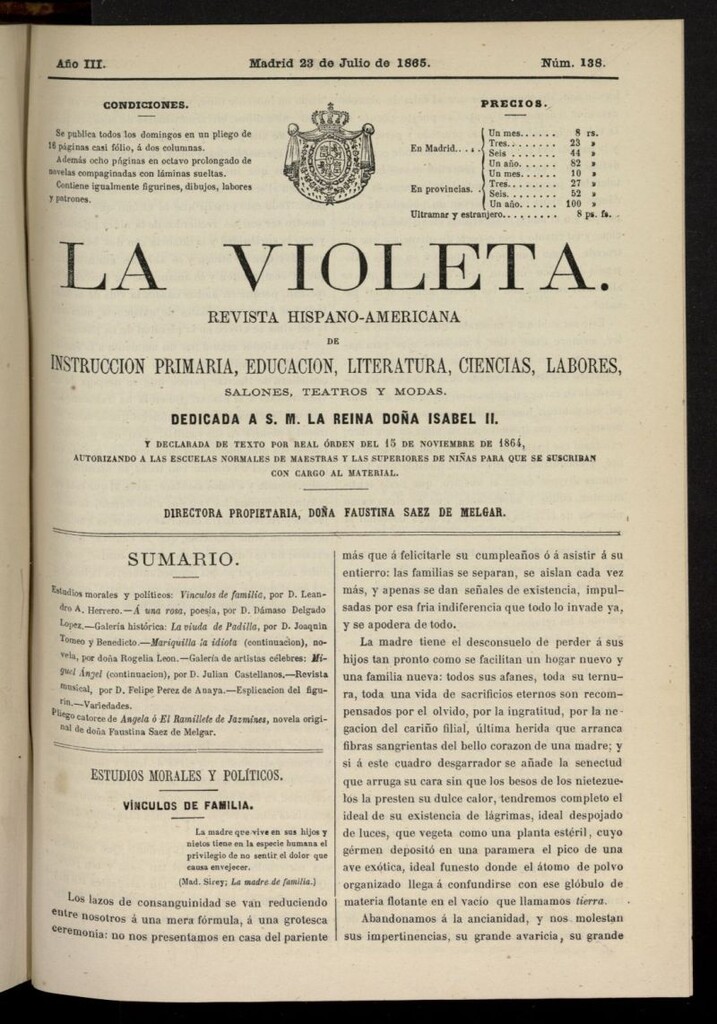 Año III.
Madrid 23 de Julio de 1865.
Núm. 138.
CONDICIONES.
Se publica todos los domingos en un pliego de
16 páginas casi fólio, á dos columnas.
Además ocho páginas en octavo prolongado de
novelas compaginadas con láminas sueltas.
Contiene igualmente figurines, dibujos, labores
y patrones.
PRECIOS.
En Madrid....
Un mes...... 8 rs.
Tres...... 23 »
Seis ....... 44 »
Un año...... 82 »
En provincias.
Un mes...... 10 »
Tres...... 27 »
Seis....... 52 »
Un año...... 100 »
Ultramar y estranjero......... 8 ps. fs.
LA VIOLETA.
REVISTA HISPANO-AMERICANA
DE
INSTRUCCION PRIMARIA, EDUCACION, LITERATURA, CIENCIAS, LABORES,
SALONES, TEATROS Y MODAS.
DEDICADA A S. M. LA REINA DOÑA ISABEL II.
Y DECLARADA DE TEXTO POR REAL ÓRDEN DEL 15 DE NOVIEMBRE DE 1864,
AUTORIZANDO A LAS ESCUELAS NORMALES DE MAESTRAS Y LAS SUPERIORES DE NIÑAS PARA QUE SE SUSCRIBAN
CON CARGO AL MATERIAL.
DIRECTORA PROPIETARIA, DOÑA FAUSTINA SAEZ DE MELGAR.
SUMARIO.
Estudios morales y políticos: Vínculos de familia, por D. Lean-
dro A. Herrero.—Á una rosa, poesía, por D. Dámaso Delgado
Lopez.—Galería histórica: La viuda de Padilla, por D. Joaquin
Tomeo y Benedicto.—Mariquilla la idiota (continuacion), no-
vela, por doña Rogelia Leon.—Galería de artistas célebres: Mi-
guel Ángel (continuacion), por D. Julian Castellanos.—Revista
musical, por D. Felipe Perez de Anaya.—Esplicacion del figu-
rin.—Variedades.
Pliego catorce de Angela ó El Ramillete de Jazmines, novela origi-
nal de doña Faustina Saez de Melgar.
ESTUDIOS MORALES Y POLÍTICOS.
VÍNCULOS DE FAMILIA.
La madre que vive en sus hijos y
nietos tiene en la especie humana el
privilegio de no sentir el dolor que
causa envejecer.
(Mad. Sirey; La madre de familia.)
Los lazos de consanguinidad se van reduciendo
entre nosotros á una mera fórmula, á una grotesca
ceremonia: no nos presentamos en casa del pariente
más que á felicitarle su cumpleaños ó á asistir á su
entierro: las familias se separan, se aislan cada vez
más, y apenas se dan señales de existencia, impul-
sadas por esa fria indiferencia que todo lo invade ya,
y se apodera de todo.
La madre tiene el desconsuelo de perder á sus
hijos tan pronto como se facilitan un hogar nuevo y
una familia nueva: todos sus afanes, toda su ternu-
ra, toda una vida de sacrificios eternos son recom-
pensados por el olvido, por la ingratitud, por la ne-
gacion del cariño filial, última herida que arranca
fibras sangrientas del bello corazon de una madre; y
si á este cuadro desgarrador se añade la senectud
que arruga su cara sin que los besos de los nietezue-
los la presten su dulce calor, tendremos completo el
ideal de su existencia de lágrimas, ideal despojado
de luces, que vegeta como una planta estéril, cuyo
gérmen depositó en una paramera el pico de una
ave exótica, ideal funesto donde el átomo de polvo
organizado llega á confundirse con ese glóbulo de
materia flotante en el vacio que llamamos tierra.
Abandonamos á la ancianidad, y nos molestan
sus impertinencias, su grande avaricia, su grande